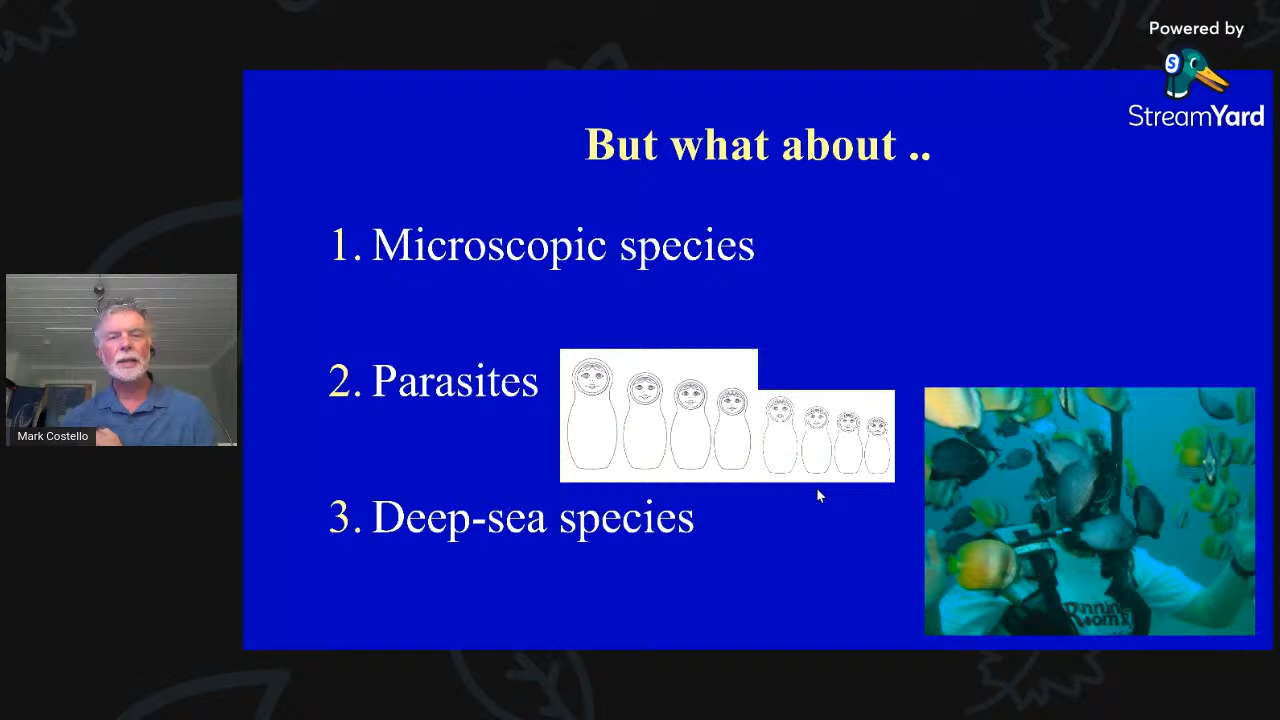 Powered by
StreamYard
But what about ..
1. Microscopic species
2. Parasites
3. Deep-sea species
Mark Costello